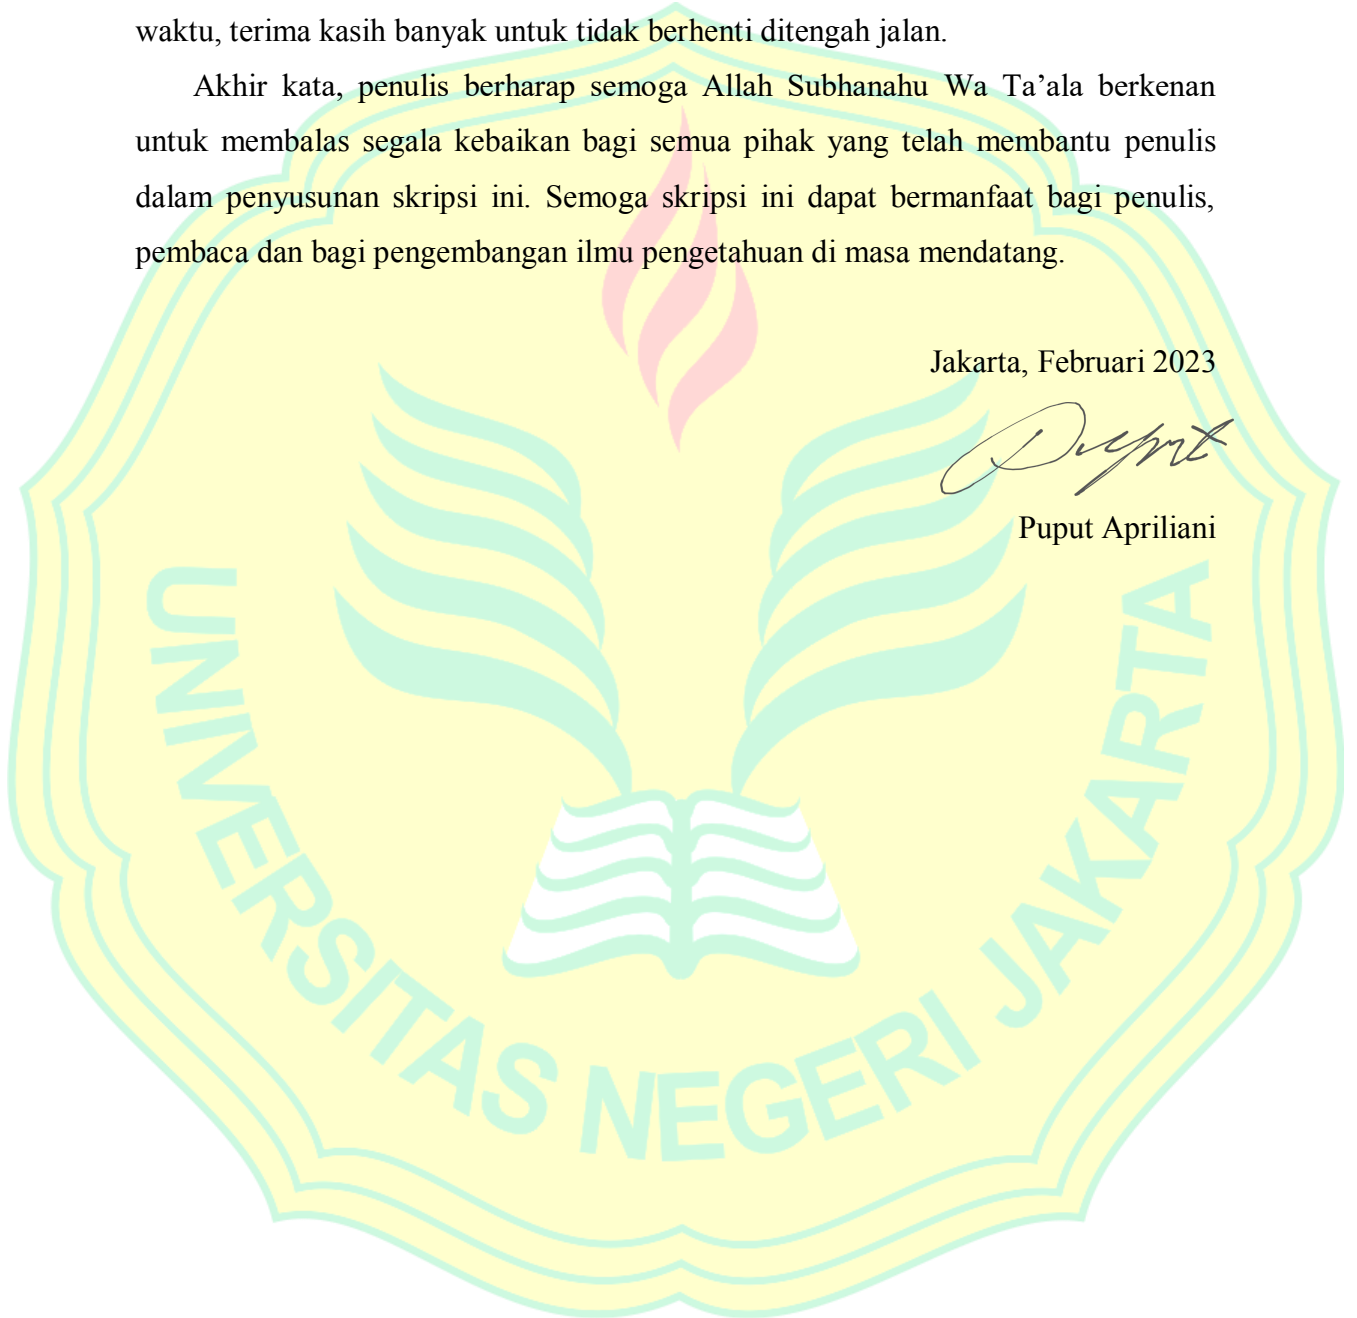 waktu, terima kasih banyak untuk tidak berhenti ditengah jalan.
Akhir kata, penulis berharap semoga Allah Subhanahu Wa Ta’ala berkenan
untuk membalas segala kebaikan bagi semua pihak yang telah membantu penulis
dalam penyusunan skripsi ini. Semoga skripsi ini dapat bermanfaat bagi penulis,
pembaca dan bagi pengembangan ilmu pengetahuan di masa mendatang.
Jakarta, Februari 2023
Puput Apriliani
UNIVERSITAS NEGERI JAKARTA